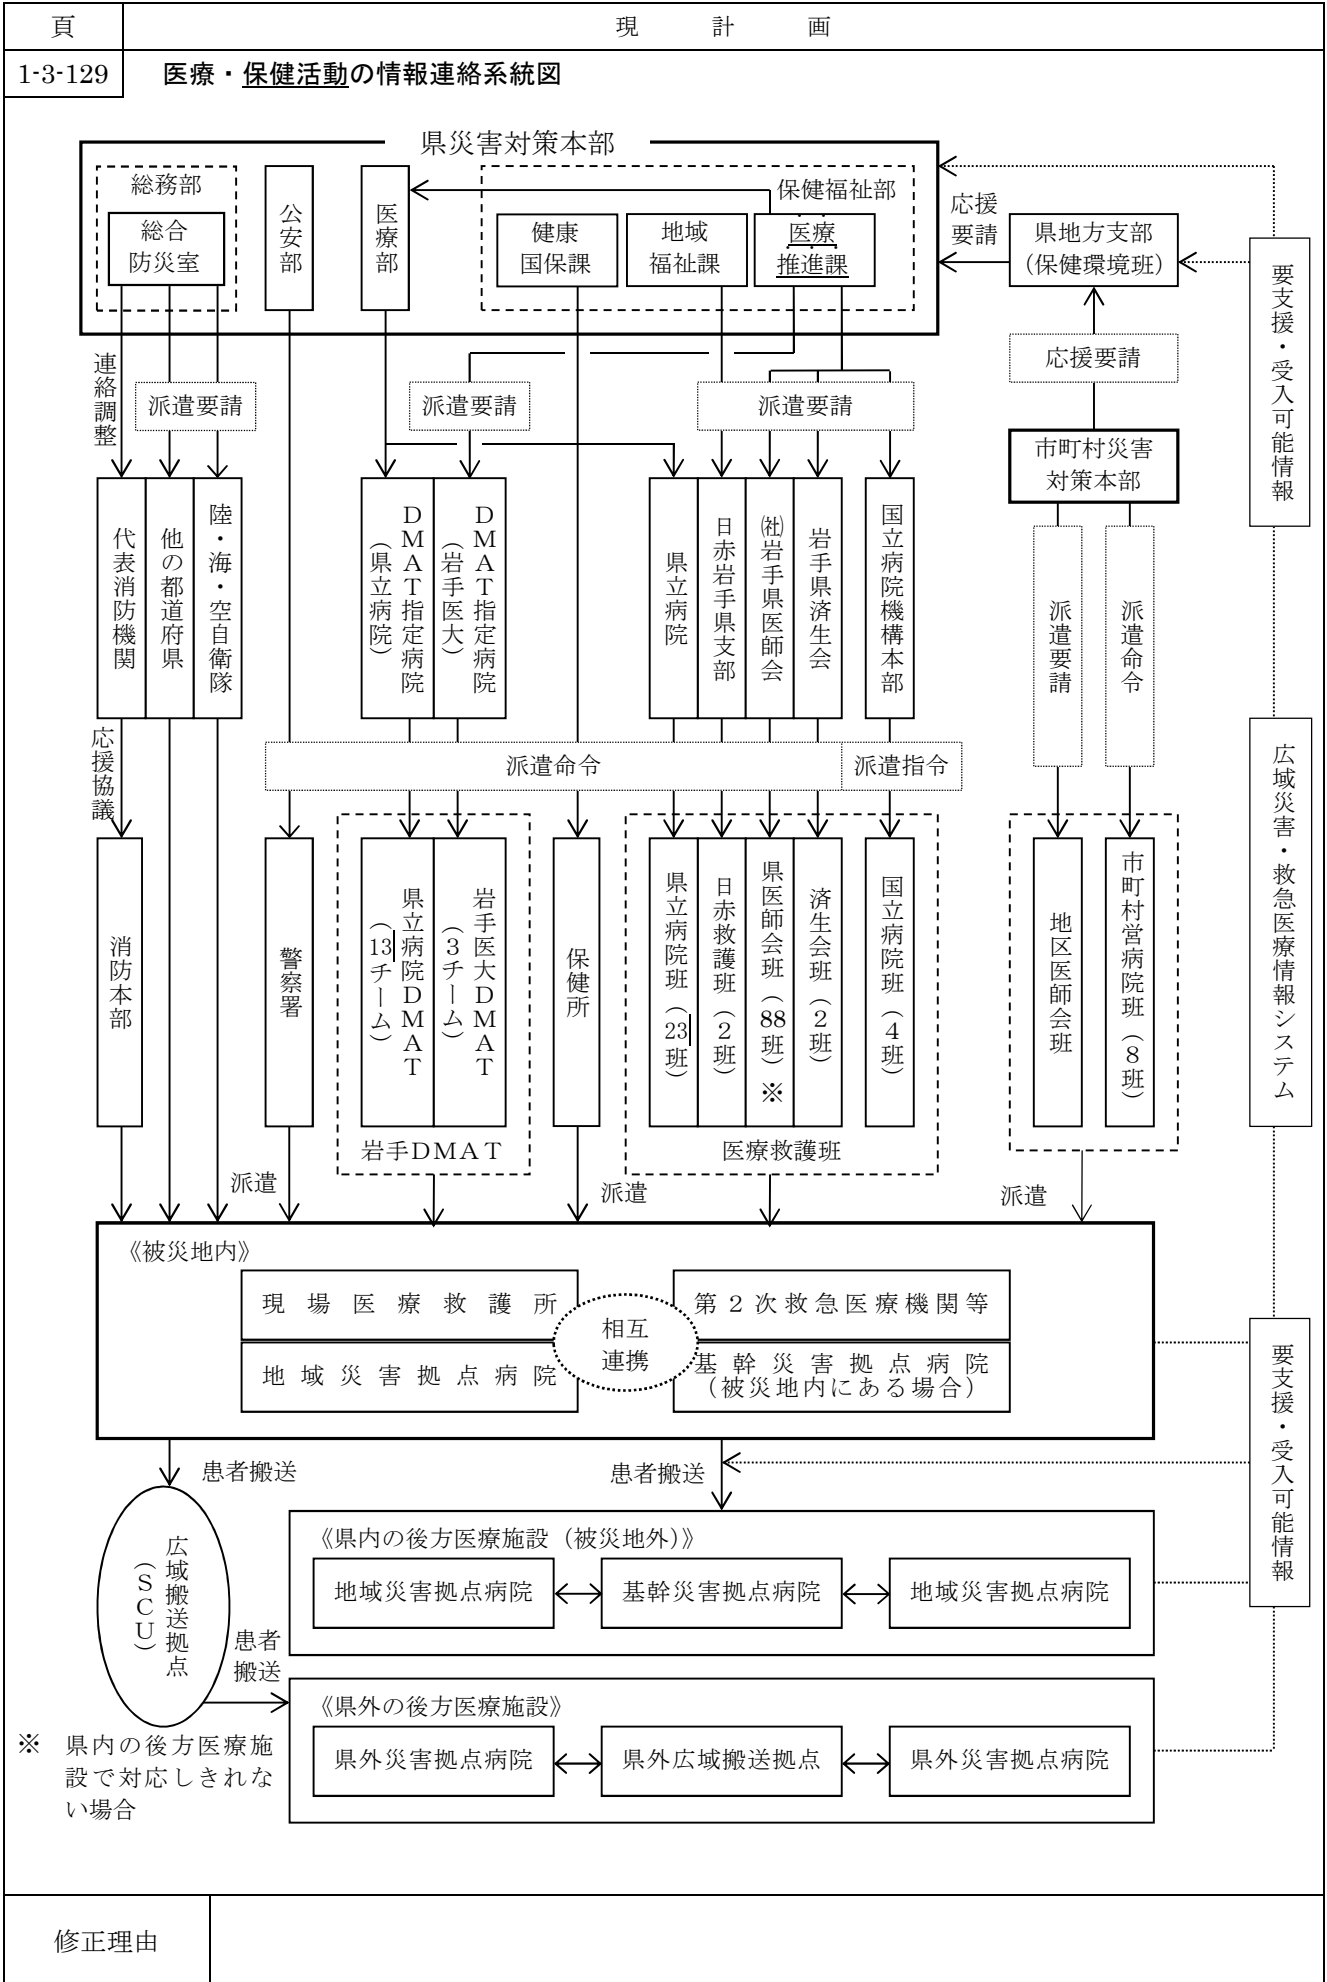 頁
現計画
1-3-129
医療・保健活動の情報連絡系統図
県災害対策本部
総務部
総合
防災室
公安部
医療部
保健福祉部
健康
国保課
地域
福祉課
医療
推進課
応援
要請
県地方支部
（保健環境班）
要支援・受入可能情報
連絡調整
派遣要請
派遣要請
派遣要請
応援要請
市町村災害
対策本部
代表消防機関
他の都道府県
陸・海・空自衛隊
DMAT指定病院
（県立病院）
DMAT指定病院
（岩手医大）
県立病院
日赤岩手県支部
㈳岩手県医師会
岩手県済生会
国立病院機構本部
派遣要請
派遣命令
応援協議
派遣命令
派遣指令
広域災害・救急医療情報システム
消防本部
警察署
県立病院DMAT
（13チーム）
岩手医大DMAT
（３チーム）
岩手DMAT
保健所
県立病院班（23班）
日赤救護班（２班）
県医師会班（88班）※
済生会班（２班）
国立病院班（４班）
医療救護班
地区医師会班
市町村営病院班（８班）
派遣
派遣
派遣
《被災地内》
現場医療救護所
地域災害拠点病院
相互
連携
第２次救急医療機関等
基幹災害拠点病院
（被災地内にある場合）
要支援・受入可能情報
患者搬送
患者搬送
広域搬送拠点
（SCU）
《県内の後方医療施設（被災地外）》
地域災害拠点病院
基幹災害拠点病院
地域災害拠点病院
患者
搬送
《県外の後方医療施設》
県外災害拠点病院
県外広域搬送拠点
県外災害拠点病院
※　県内の後方医療施
設で対応しきれな
い場合
修正理由